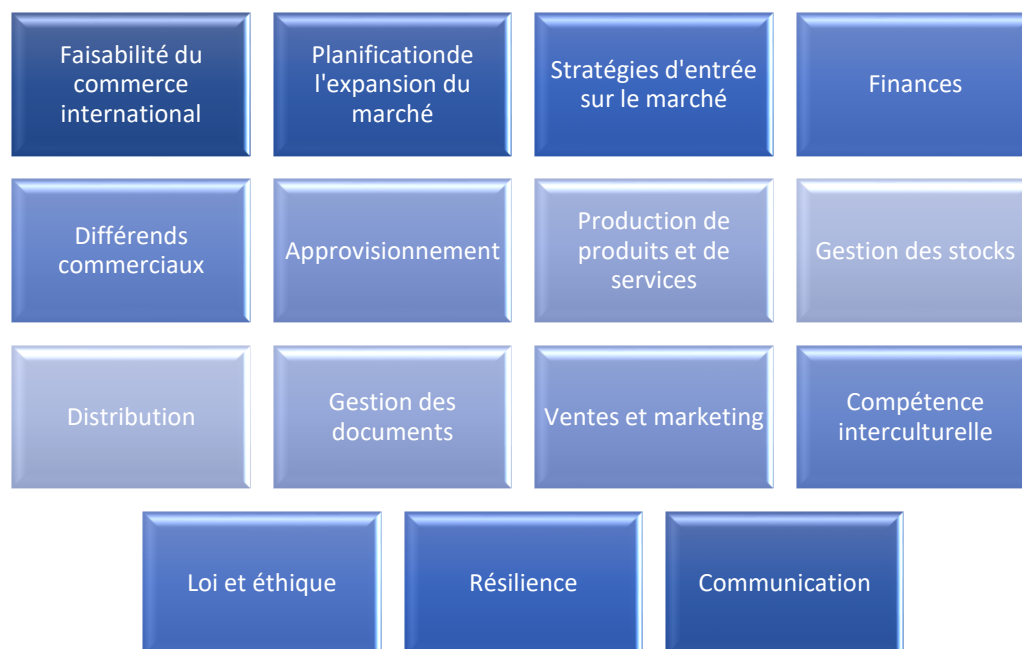 Faisabilité du
commerce
international
Planificationde
l'expansion du
marché
Stratégies d'entrée
sur le marché
Finances
Différends
commerciaux
Approvisionnement
Production de
produits et de
services
Gestion des stocks
Distribution
Gestion des
documents
Ventes et marketing
Compétence
interculturelle
Loi et éthique
Résilience
Communication